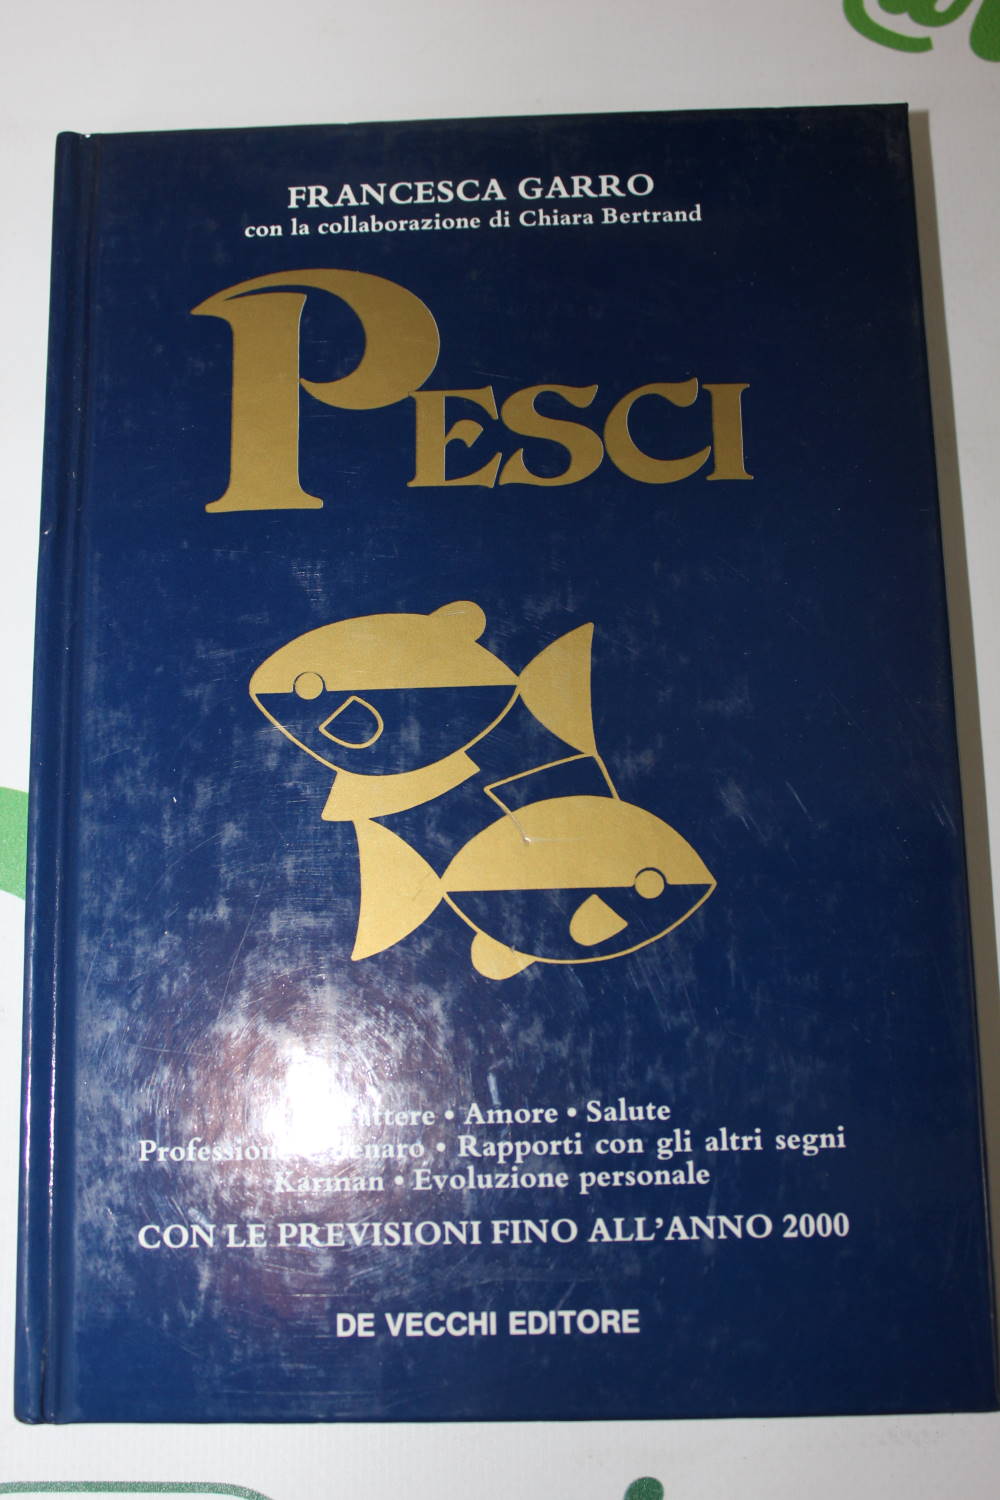 FRANCESCA GARRO
con la collaborazione di Chiara Bertrand
PESCI
• Amore • Salute
• Rapporti con gli altri segni
Karman • Evoluzione personale
CON LE PREVISIONI FINO ALL'ANNO 2000
DE VECCHI EDITORE